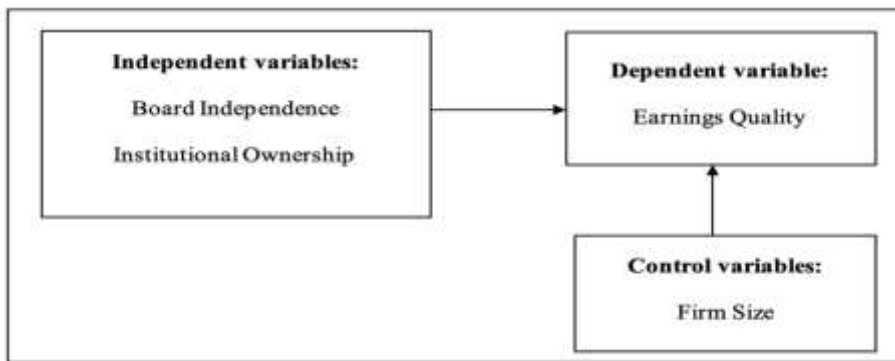 Independent variables:
Board Independence
Institutional Ownership
Dependent variable:
Earnings Quality
Control variables:
Firm Size